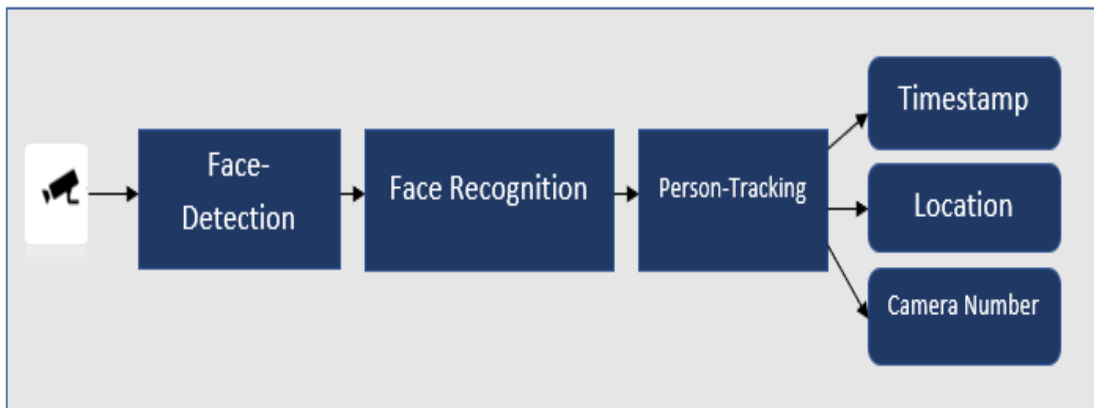 Face-
Detection
Face Recognition
Person-Tracking
Timestamp
Location
Camera Number